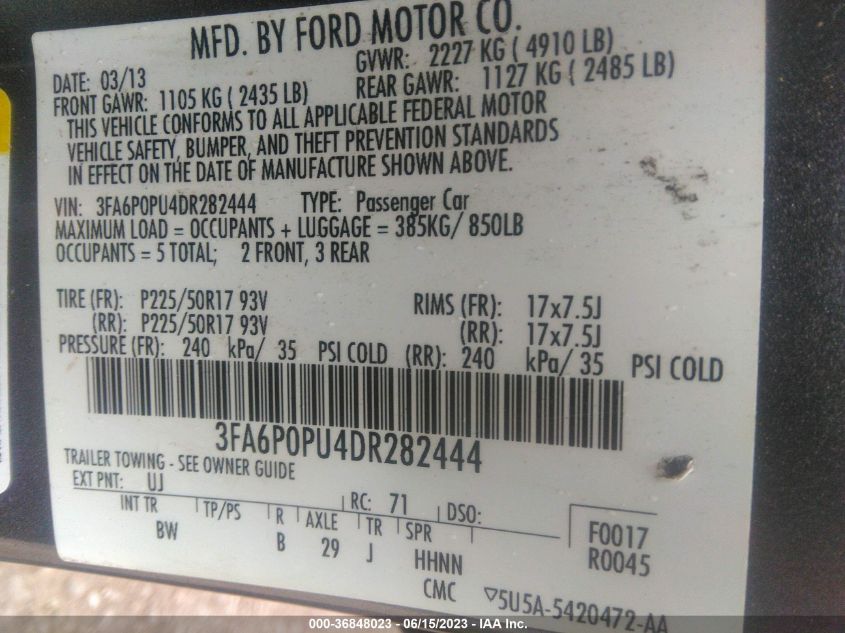 MFD. BY FORD MOTOR CO.
DATE: 03/13 GVWR: 2227 KG ( 4910 LB)
FRONT GAWR: 1105 KG ( 2435 LB) REAR GAWR: 1127 KG ( 2485 LB)
THIS VEHICLE CONFORMS TO ALL APPLICABLE FEDERAL MOTOR
VEHICLE SAFETY, BUMPER, AND THEFT PREVENTION STANDARDS
IN EFFECT ON THE DATE OF MANUFACTURE SHOWN ABOVE.
VIN: 3FA6P0PU4DR282444 TYPE: Passenger Car
MAXIMUM LOAD = OCCUPANTS + LUGGAGE = 385KG/ 850LB
OCCUPANTS = 5 TOTAL; 2 FRONT, 3 REAR
TIRE (FR): P225/50R17 93V RIMS (FR): 17x7.5J
(RR): P225/50R17 93V (RR): 17x7.5J
PRESSURE (FR): 240 kPa/ 35 PSI COLD (RR): 240 kPa/ 35 PSI COLD
3FA6P0PU4DR282444
TRAILER TOWING - SEE OWNER GUIDE
EXT PNT: UJ RC: 71 DSO:
INT TR TP/PS R AXLE TR SPR F0017
BW B 29 J HHNN R0045
CMC ▽5U5A-5420472-AA
000-36848023 - 06/15/2023 - IAA Inc.